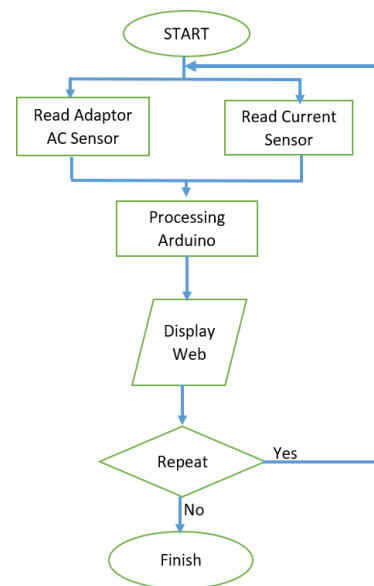 START
Read Adaptor
AC Sensor
Read Current
Sensor
Processing
Arduino
Display
Web
Repeat
Yes
No
Finish